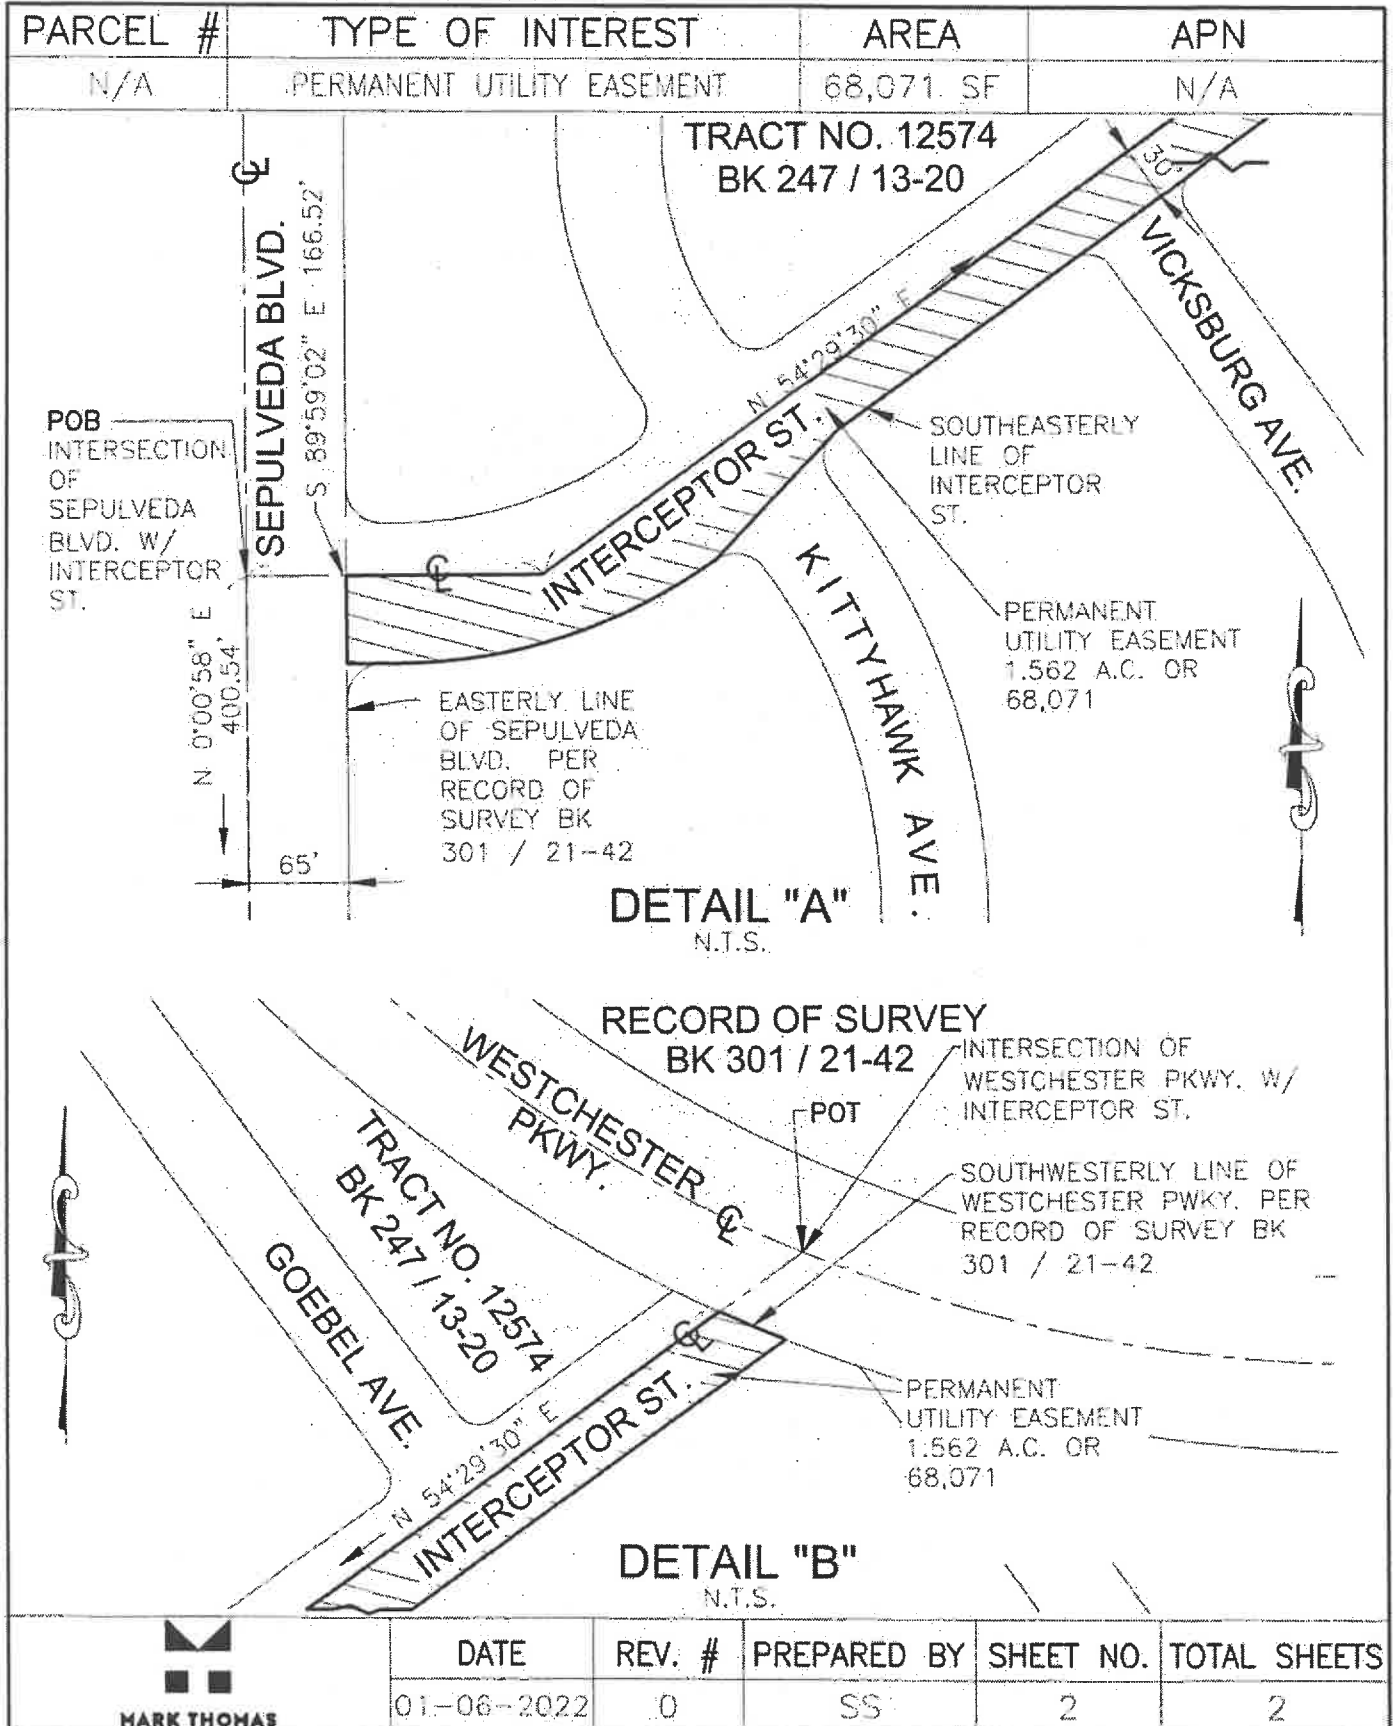 PARCEL # TYPE OF INTEREST AREA APN
N/A PERMANENT UTILITY EASEMENT 68,071 SF N/A
TRACT NO. 12574
BK 247 / 13-20
30'
℄
SEPULVEDA BLVD.
S 89°59'02" E 166.52'
VICKSBURG AVE.
N 54°29'30" E
POB
INTERSECTION
OF
SEPULVEDA
BLVD. W/
INTERCEPTOR
ST.
SOUTHEASTERLY
LINE OF
INTERCEPTOR
ST.
INTERCEPTOR ST.
℄
KITTYHAWK AVE.
PERMANENT
UTILITY EASEMENT
1.562 A.C. OR
68,071
N 0°00'58" E
400.54'
EASTERLY LINE
OF SEPULVEDA
BLVD. PER
RECORD OF
SURVEY BK
301 / 21-42
65'
DETAIL "A"
N.T.S.
RECORD OF SURVEY
BK 301 / 21-42
WESTCHESTER
PKWY.
℄
INTERSECTION OF
WESTCHESTER PKWY. W/
INTERCEPTOR ST.
POT
TRACT NO. 12574
BK 247 / 13-20
SOUTHWESTERLY LINE OF
WESTCHESTER PWKY. PER
RECORD OF SURVEY BK
301 / 21-42
GOEBEL AVE.
℄
N 54°29'30" E
INTERCEPTOR ST.
PERMANENT
UTILITY EASEMENT
1.562 A.C. OR
68,071
DETAIL "B"
N.T.S.
MARK THOMAS
DATE REV. # PREPARED BY SHEET NO. TOTAL SHEETS
01-06-2022 0 SS 2 2